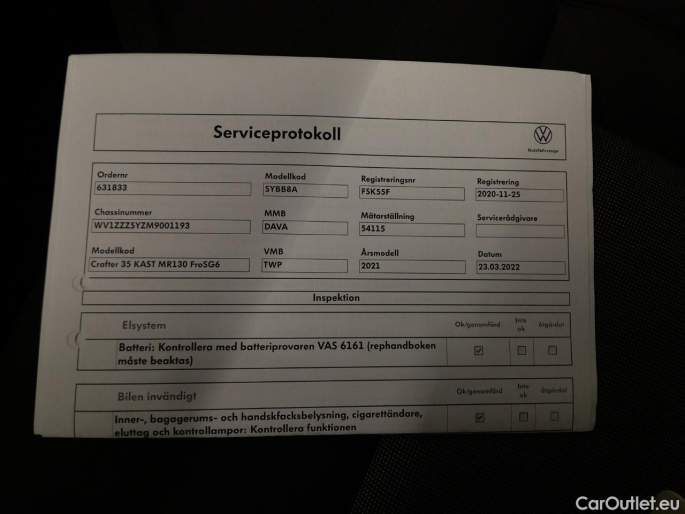 Serviceprotokoll
Nutzfahrzeuge
Ordernr Modellkod Registreringsnr Registrering
631833 SYBB8A FSK55F 2020-11-25
Chassinummer MMB Mätarställning Servicerådgivare
WV1ZZZSYZM9001193 DAVA 54115
Modellkod VMB Årsmodell Datum
Crafter 35 KAST MR130 FroSG6 TWP 2021 23.03.2022
Inspektion
Elsystem Ok/genomförd Inte ok åtgärdat
Batteri: Kontrollera med batteriprovaren VAS 6161 (rephandboken
måste beaktas)
Bilen invändigt Ok/genomförd Inte ok åtgärdat
Inner-, bagagerums- och handskfacksbelysning, cigarettändare,
eluttag och kontrollampor: Kontrollera funktionen
CarOutlet.eu